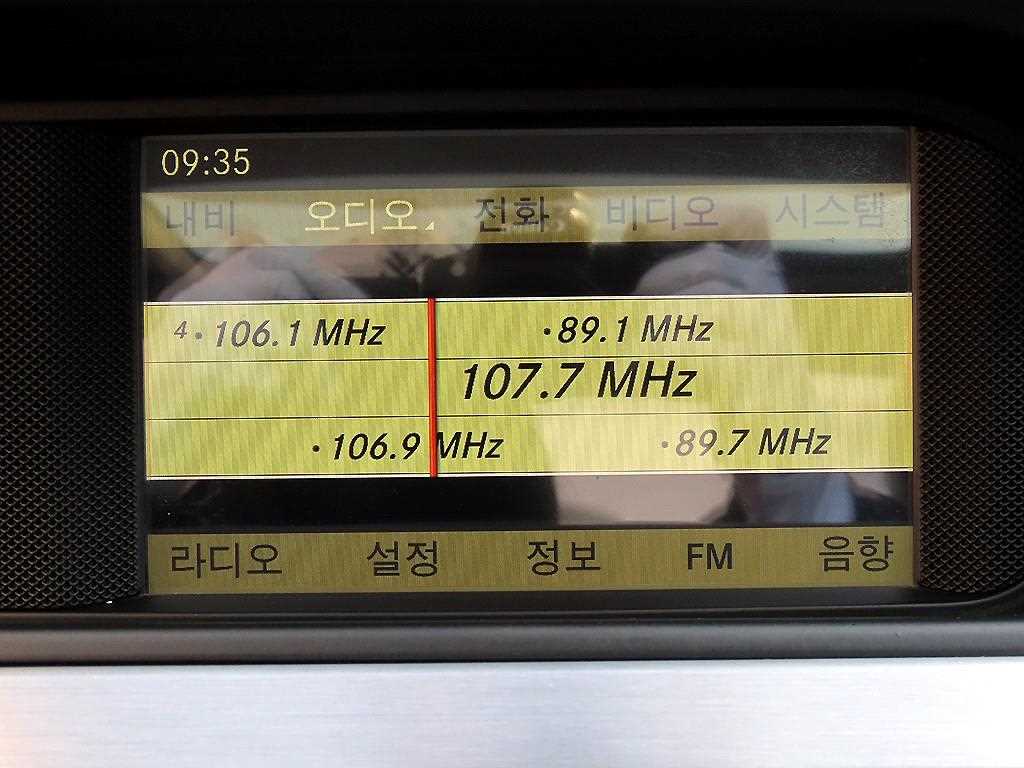 09:35
내비 오디오 전화 비디오 시스템
4 · 106.1 MHz · 89.1 MHz
107.7 MHz
· 106.9 MHz · 89.7 MHz
라디오 설정 정보 FM 음향